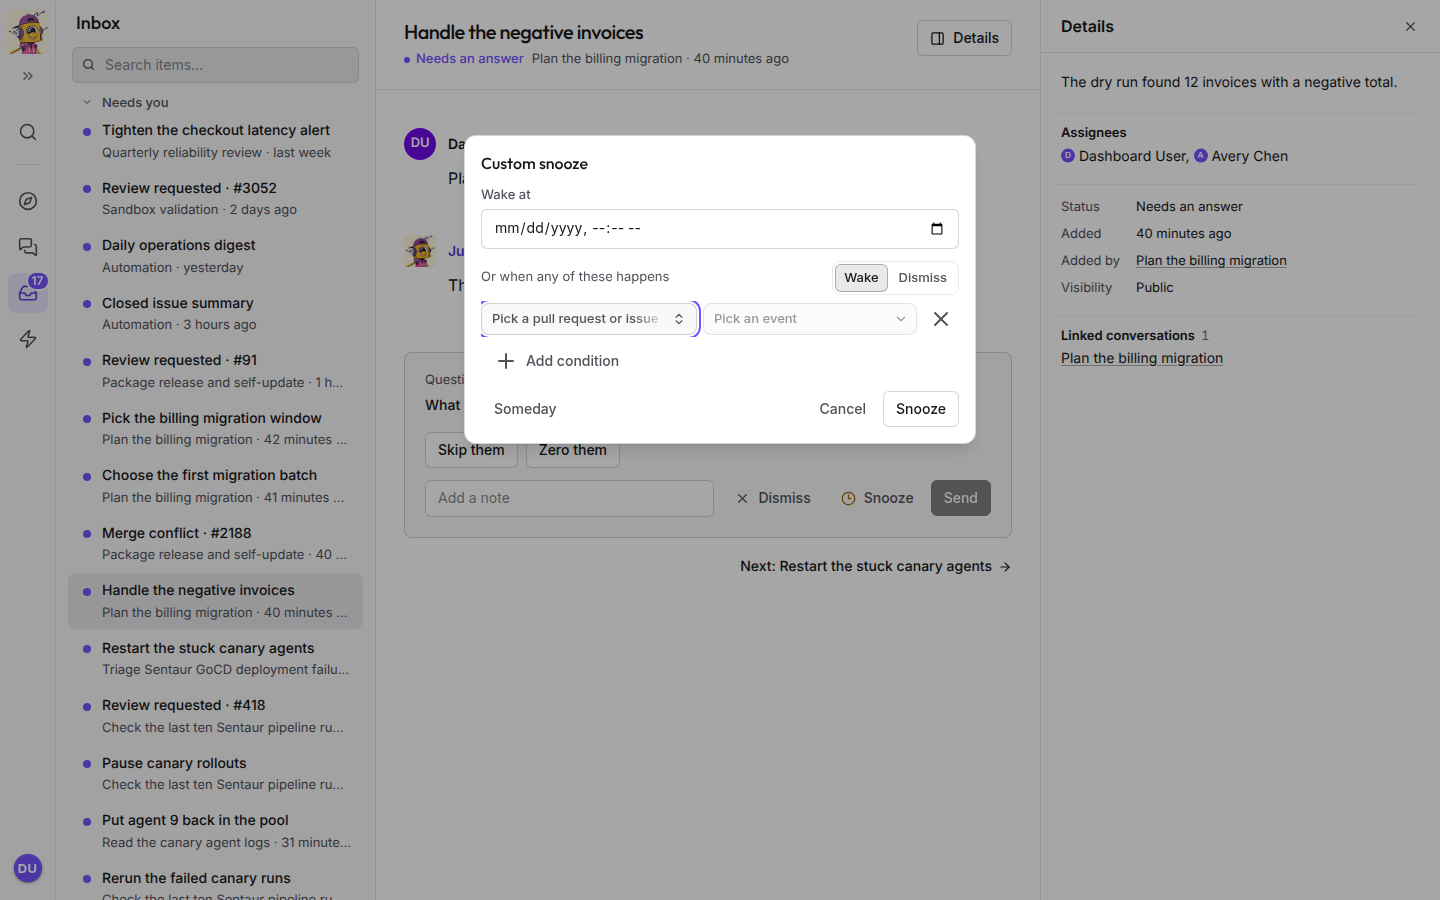 Inbox
Search items...
Needs you
Tighten the checkout latency alert
Quarterly reliability review · last week
Review requested · #3052
Sandbox validation · 2 days ago
Daily operations digest
Automation · yesterday
17
Closed issue summary
Automation · 3 hours ago
Review requested · #91
Package release and self-update · 1 h...
Pick the billing migration window
Plan the billing migration · 42 minutes ...
Choose the first migration batch
Plan the billing migration · 41 minutes ...
Merge conflict · #2188
Package release and self-update · 40 ...
Handle the negative invoices
Plan the billing migration · 40 minutes ...
Restart the stuck canary agents
Triage Sentaur GoCD deployment failu...
Review requested · #418
Check the last ten Sentaur pipeline ru...
Pause canary rollouts
Check the last ten Sentaur pipeline ru...
Put agent 9 back in the pool
Read the canary agent logs · 31 minute...
Rerun the failed canary runs
Check the last ten Sentaur pipeline ru...
DU
Handle the negative invoices
Needs an answer Plan the billing migration · 40 minutes ago
Details
DU
Custom snooze
Wake at
mm/dd/yyyy, --:-- --
Or when any of these happens
Wake
Dismiss
Pick a pull request or issue
Pick an event
Add condition
Someday
Cancel
Snooze
What
Skip them
Zero them
Add a note
Dismiss
Snooze
Send
Next: Restart the stuck canary agents
Details
The dry run found 12 invoices with a negative total.
Assignees
D Dashboard User, A Avery Chen
Status Needs an answer
Added 40 minutes ago
Added by Plan the billing migration
Visibility Public
Linked conversations 1
Plan the billing migration